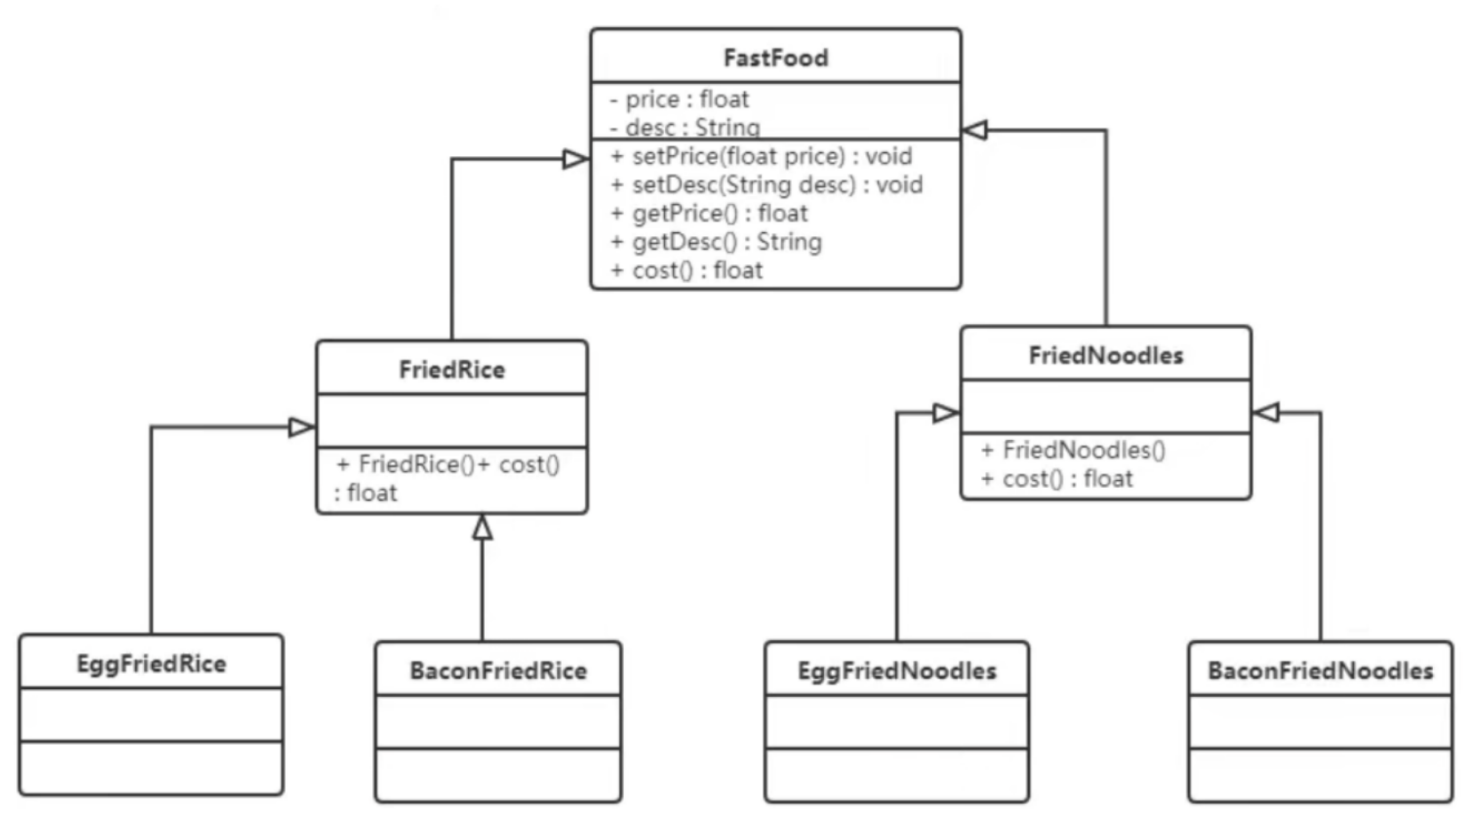 FastFood
- price : float
- desc : String
+ setPrice(float price) : void
+ setDesc(String desc) : void
+ getPrice() : float
+ getDesc() : String
+ cost() : float
FriedRice
+ FriedRice()+ cost()
: float
FriedNoodles
+ FriedNoodles()
+ cost() : float
EggFriedRice
BaconFriedRice
EggFriedNoodles
BaconFriedNoodles